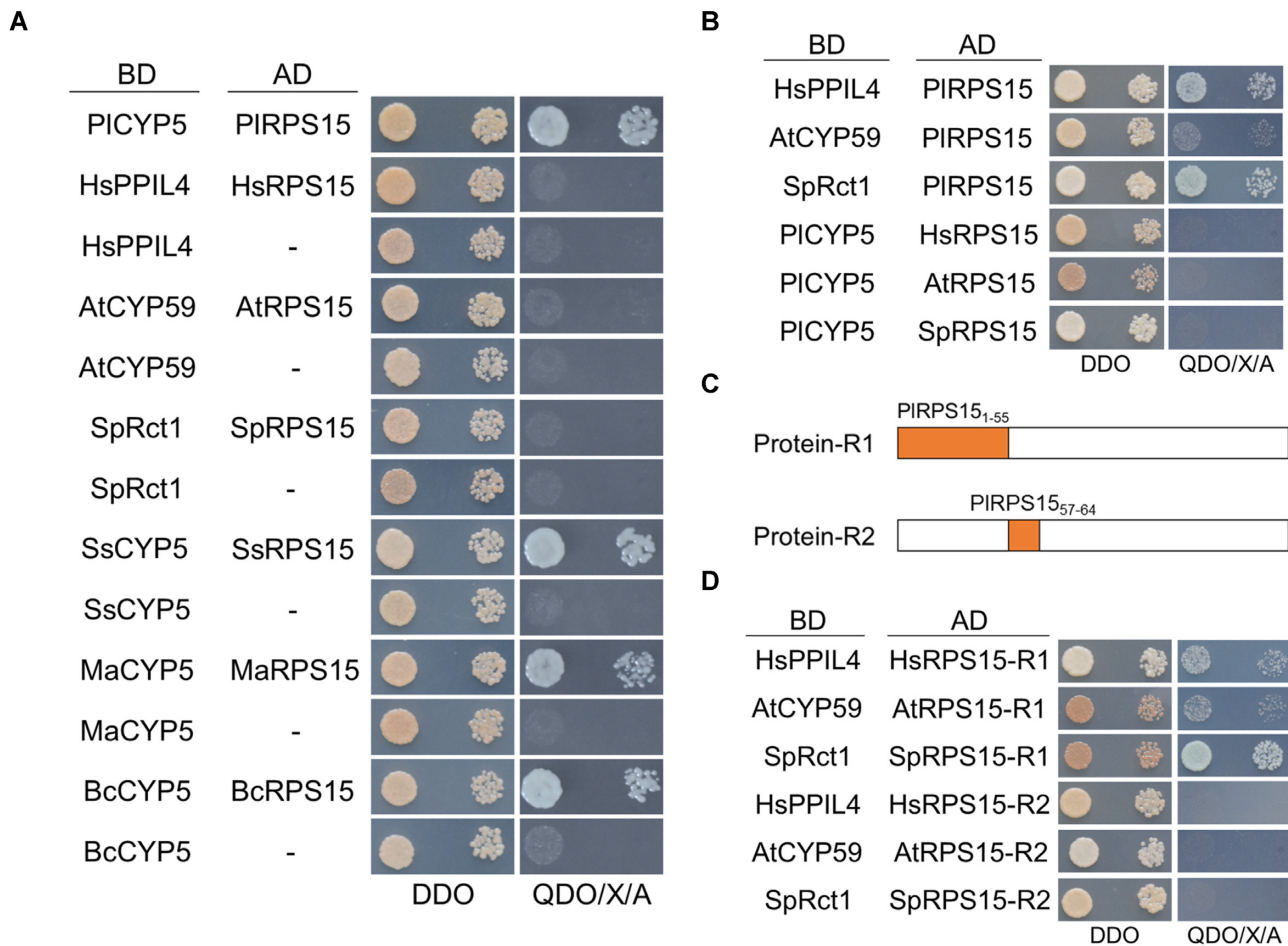 A
BD AD
PlCYP5 PlRPS15
HsPPIL4 HsRPS15
HsPPIL4 -
AtCYP59 AtRPS15
AtCYP59 -
SpRct1 SpRPS15
SpRct1 -
SsCYP5 SsRPS15
SsCYP5 -
MaCYP5 MaRPS15
MaCYP5 -
BcCYP5 BcRPS15
BcCYP5 -
DDO QDO/X/A
B
BD AD
HsPPIL4 PlRPS15
AtCYP59 PlRPS15
SpRct1 PlRPS15
PlCYP5 HsRPS15
PlCYP5 AtRPS15
PlCYP5 SpRPS15
DDO QDO/X/A
C
PlRPS15₁₋₅₅
Protein-R1
PlRPS15₅₇₋₆₄
Protein-R2
D
BD AD
HsPPIL4 HsRPS15-R1
AtCYP59 AtRPS15-R1
SpRct1 SpRPS15-R1
HsPPIL4 HsRPS15-R2
AtCYP59 AtRPS15-R2
SpRct1 SpRPS15-R2
DDO QDO/X/A